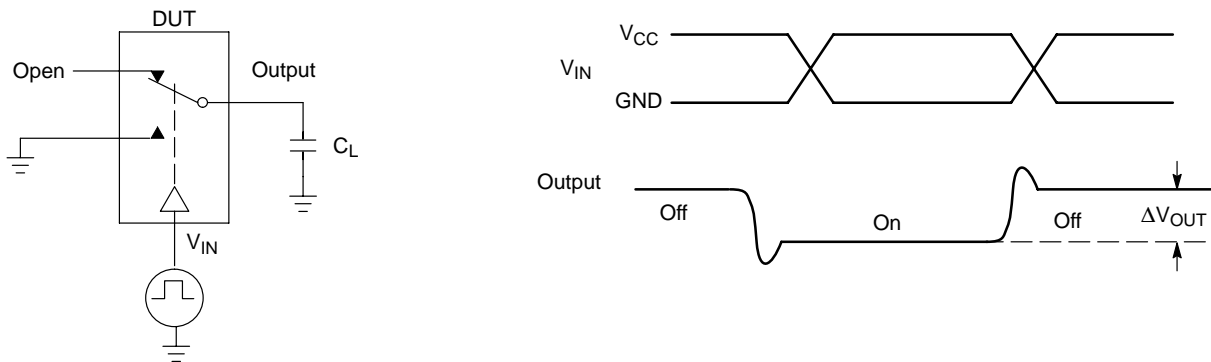 DUT
Open
Output
C_L
V_IN
V_CC
V_IN
GND
Output
Off
On
Off
ΔV_OUT